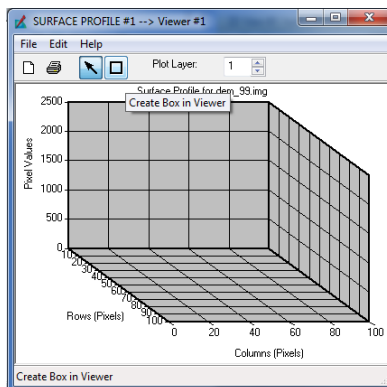 SURFACE PROFILE #1 --> Viewer #1
File Edit Help
Plot Layer: 1
Surface Profile for dem_99.img
Create Box in Viewer
2500
2000
1500
1000
500
0
Pixel Values
10
20
30
40
50
60
70
80
90
100
Rows (Pixels)
0 20 40 60 80 100
Columns (Pixels)
Create Box in Viewer